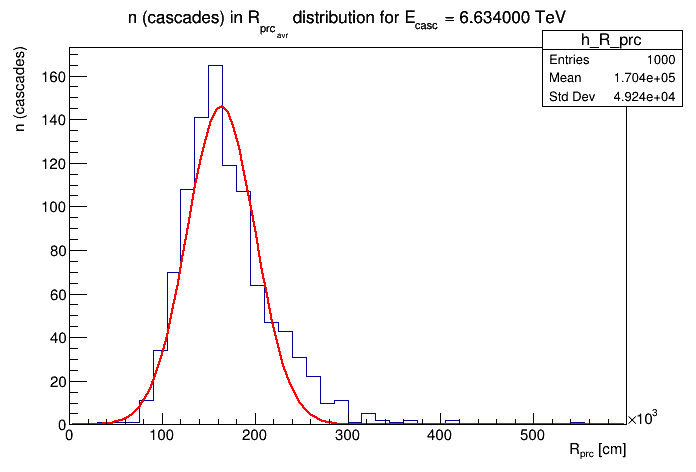 n (cascades) in R_prc_avr distribution for E_casc = 6.634000 TeV
h_R_prc
Entries 1000
Mean 1.704e+05
Std Dev 4.924e+04
n (cascades)
160
140
120
100
80
60
40
20
0
0 100 200 300 400 500
×10³
R_prc [cm]